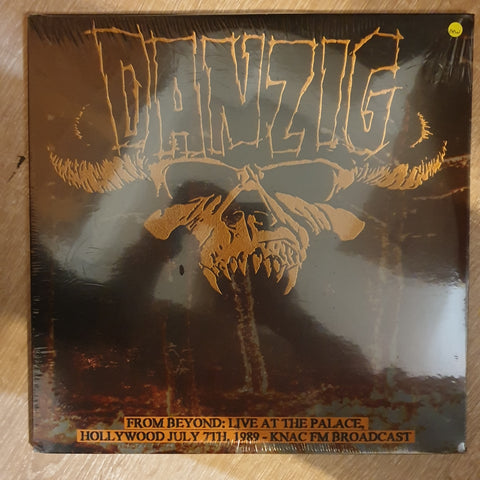 DANZIG
FROM BEYOND: LIVE AT THE PALACE,
HOLLYWOOD JULY 7TH, 1989 - KNAC FM BROADCAST